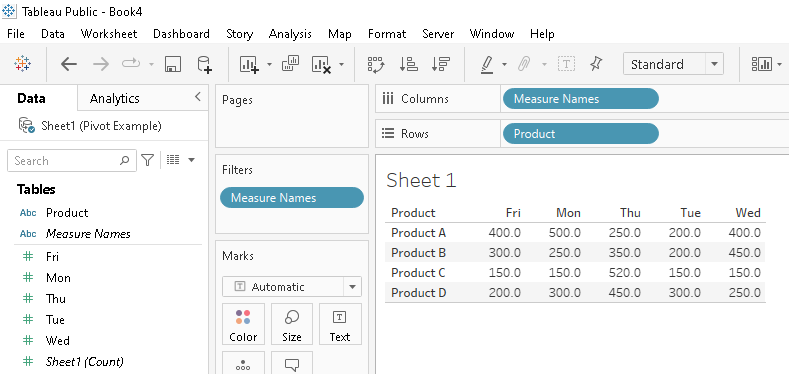 Tableau Public - Book4
File Data Worksheet Dashboard Story Analysis Map Format Server Window Help
Standard
Data Analytics
Sheet1 (Pivot Example)
Search
Tables
Abc Product
Abc Measure Names
Fri
Mon
Thu
Tue
Wed
Sheet1 (Count)
Pages
Filters
Measure Names
Marks
Automatic
Color Size Text
Columns Measure Names
Rows Product
Sheet 1
Product Fri Mon Thu Tue Wed
Product A 400.0 500.0 250.0 200.0 400.0
Product B 300.0 250.0 350.0 200.0 450.0
Product C 150.0 150.0 520.0 150.0 150.0
Product D 200.0 300.0 450.0 300.0 250.0